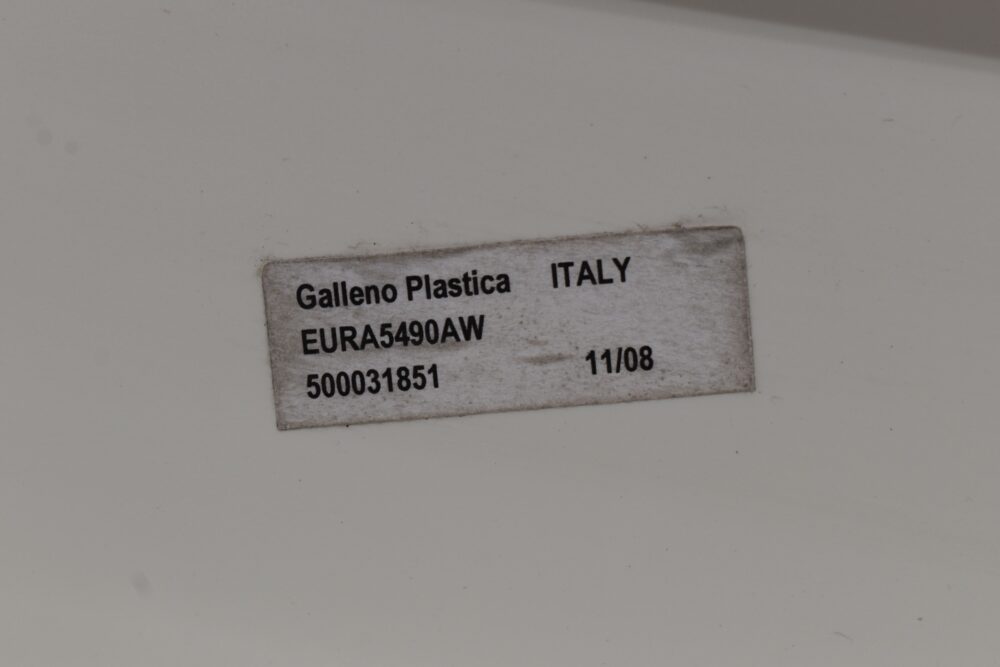 Galleno Plastica ITALY
EURA5490AW
500031851 11/08